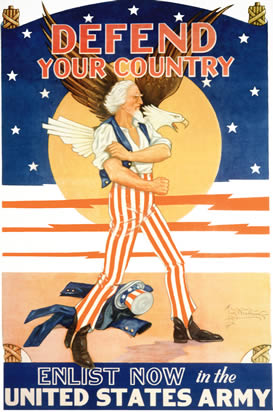 DEFEND
YOUR COUNTRY
ENLIST NOW in the
UNITED STATES ARMY